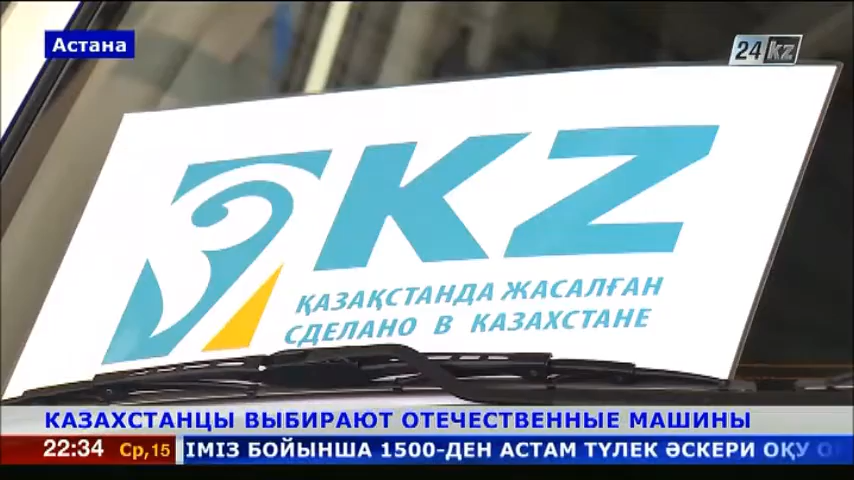 Астана
24kz
KZ
ҚАЗАҚСТАНДА ЖАСАЛҒАН
СДЕЛАНО В КАЗАХСТАНЕ
КАЗАХСТАНЦЫ ВЫБИРАЮТ ОТЕЧЕСТВЕННЫЕ МАШИНЫ
22:34 Ср,15 ІМІЗ БОЙЫНША 1500-ДЕН АСТАМ ТҮЛЕК ӘСКЕРИ ОҚУ